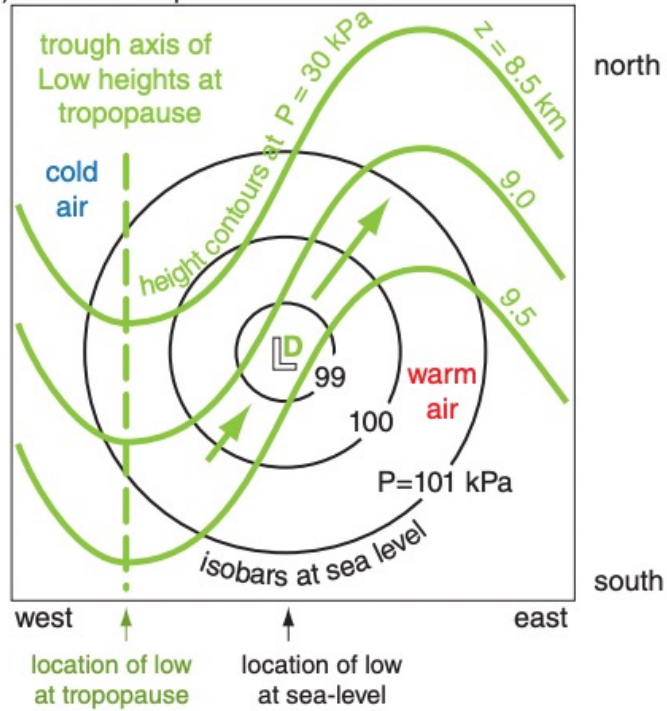 trough axis of
Low heights at
tropopause
height contours at P = 30 kPa
z = 8.5 km
north
cold
air
9.0
9.5
L D
99
warm
air
100
P=101 kPa
isobars at sea level
south
west
east
location of low
at tropopause
location of low
at sea-level